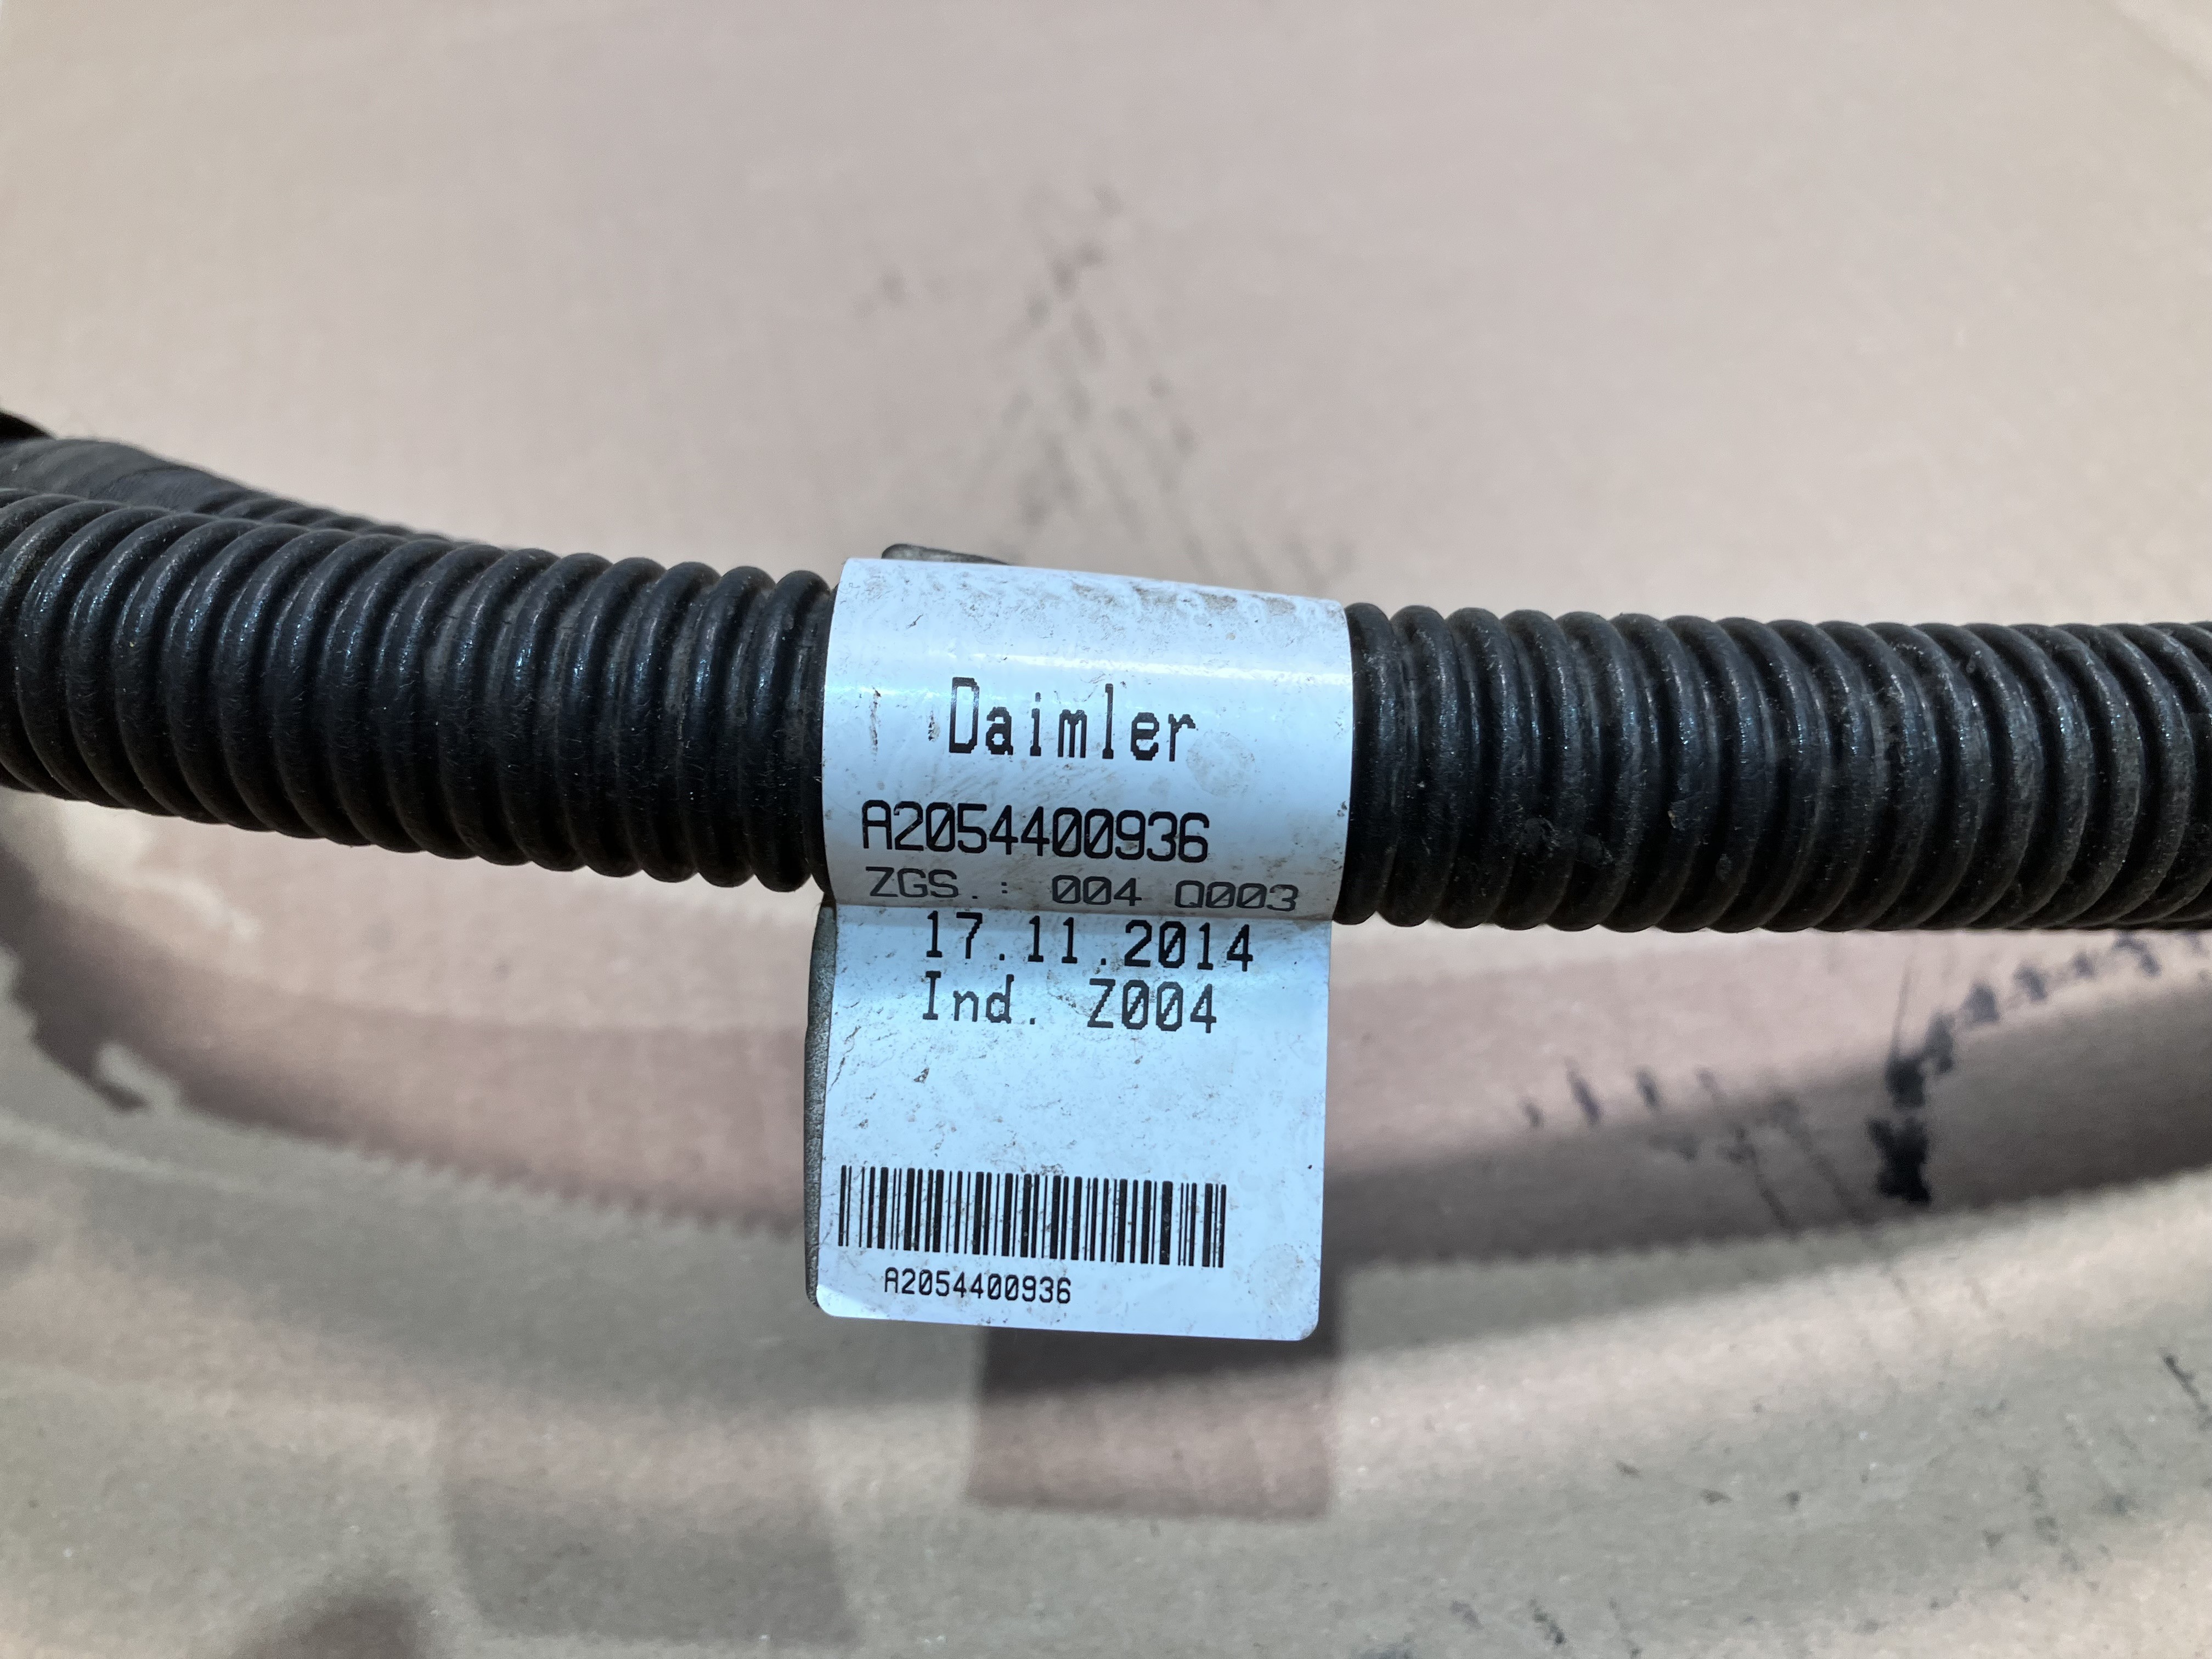 Daimler
A2054400936
ZGS.: 004 Q003
17.11.2014
Ind. Z004
A2054400936